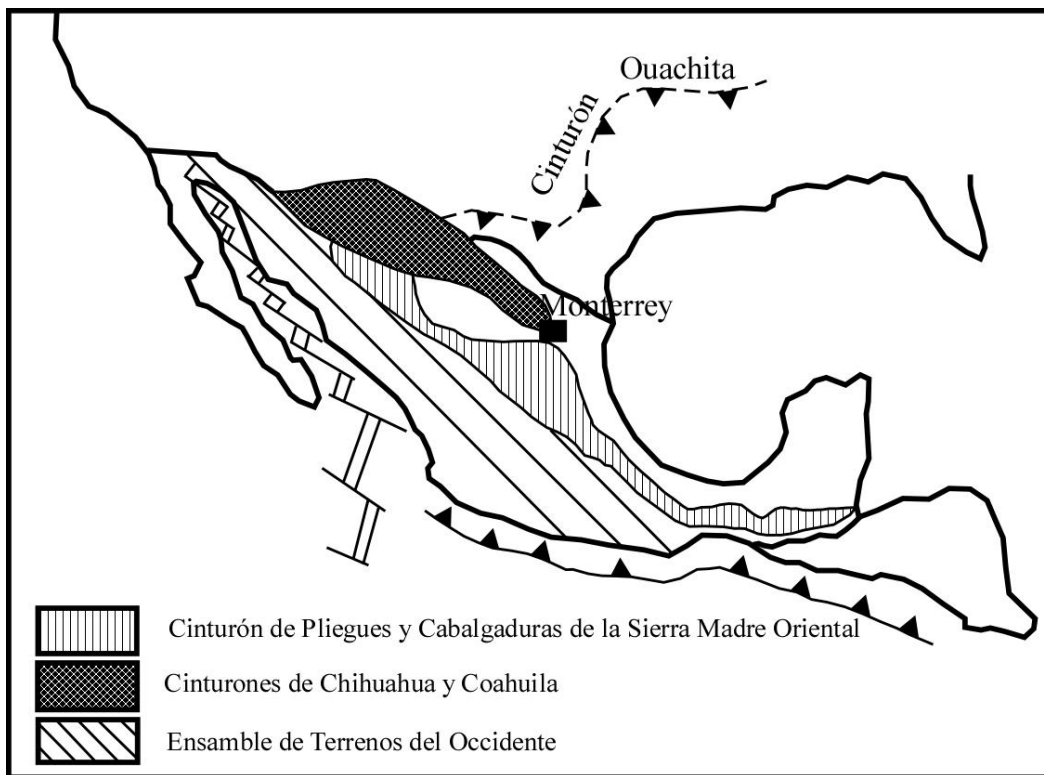 Ouachita
Cinturón
Monterrey
Cinturón de Pliegues y Cabalgaduras de la Sierra Madre Oriental
Cinturones de Chihuahua y Coahuila
Ensamble de Terrenos del Occidente